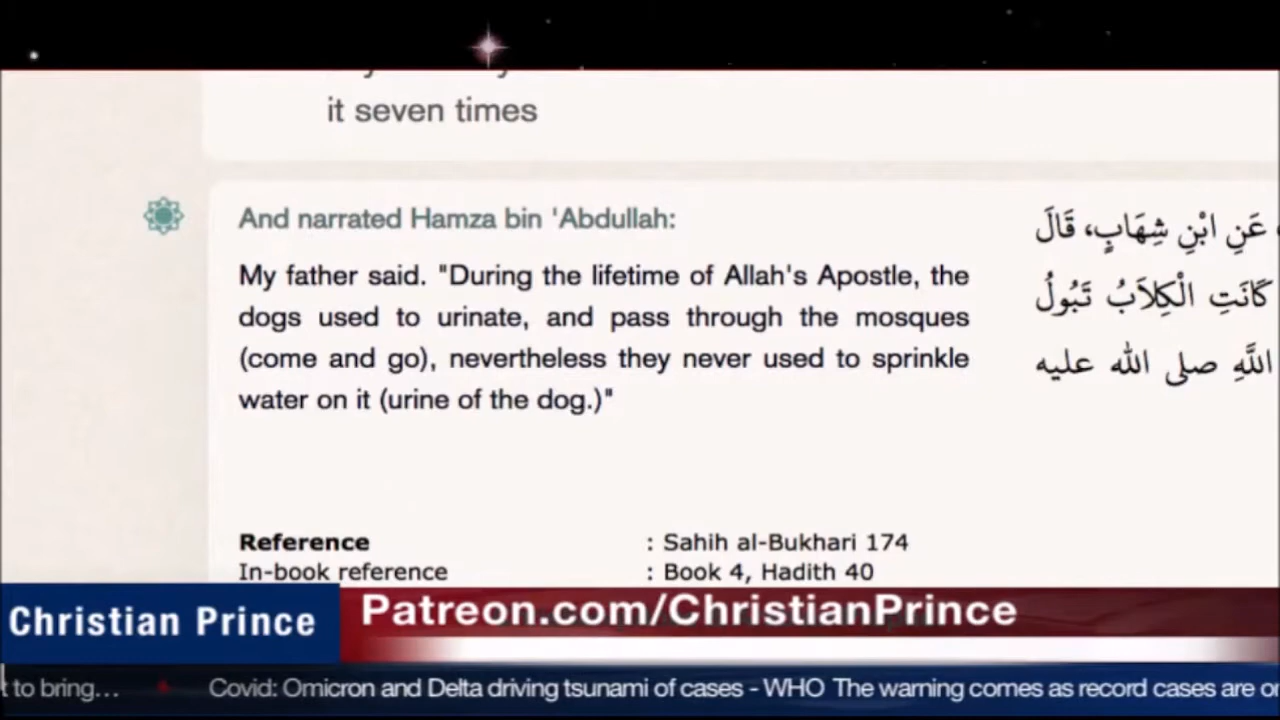 it seven times
And narrated Hamza bin 'Abdullah:
My father said. "During the lifetime of Allah's Apostle, the
dogs used to urinate, and pass through the mosques
(come and go), nevertheless they never used to sprinkle
water on it (urine of the dog.)"
عَنِ ابْنِ شِهَابٍ، قَالَ
كَانَتِ الْكِلاَبُ تَبُولُ
اللَّهِ صلى الله عليه
Reference : Sahih al-Bukhari 174
In-book reference : Book 4, Hadith 40
Christian Prince
Patreon.com/ChristianPrince
t to bring... Covid: Omicron and Delta driving tsunami of cases - WHO The warning comes as record cases are